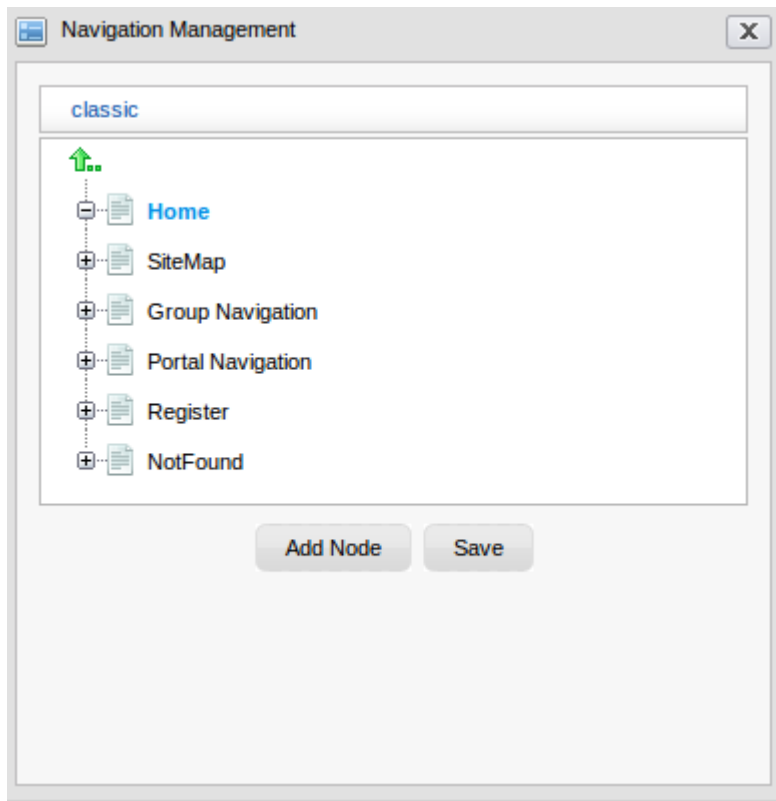 Navigation Management
classic
Home
SiteMap
Group Navigation
Portal Navigation
Register
NotFound
Add Node
Save